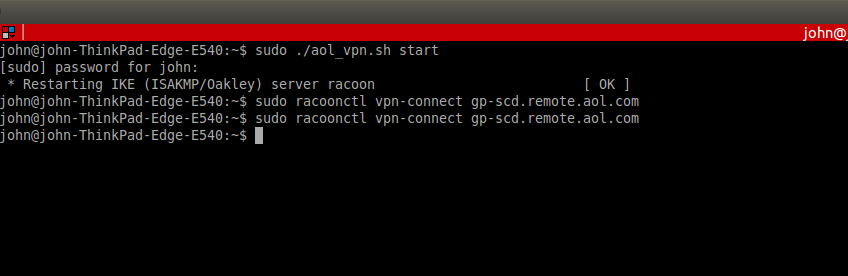 john@
john@john-ThinkPad-Edge-E540:~$ sudo ./aol_vpn.sh start
[sudo] password for john:
 * Restarting IKE (ISAKMP/Oakley) server racoon                          [ OK ]
john@john-ThinkPad-Edge-E540:~$ sudo racoonctl vpn-connect gp-scd.remote.aol.com
john@john-ThinkPad-Edge-E540:~$ sudo racoonctl vpn-connect gp-scd.remote.aol.com
john@john-ThinkPad-Edge-E540:~$